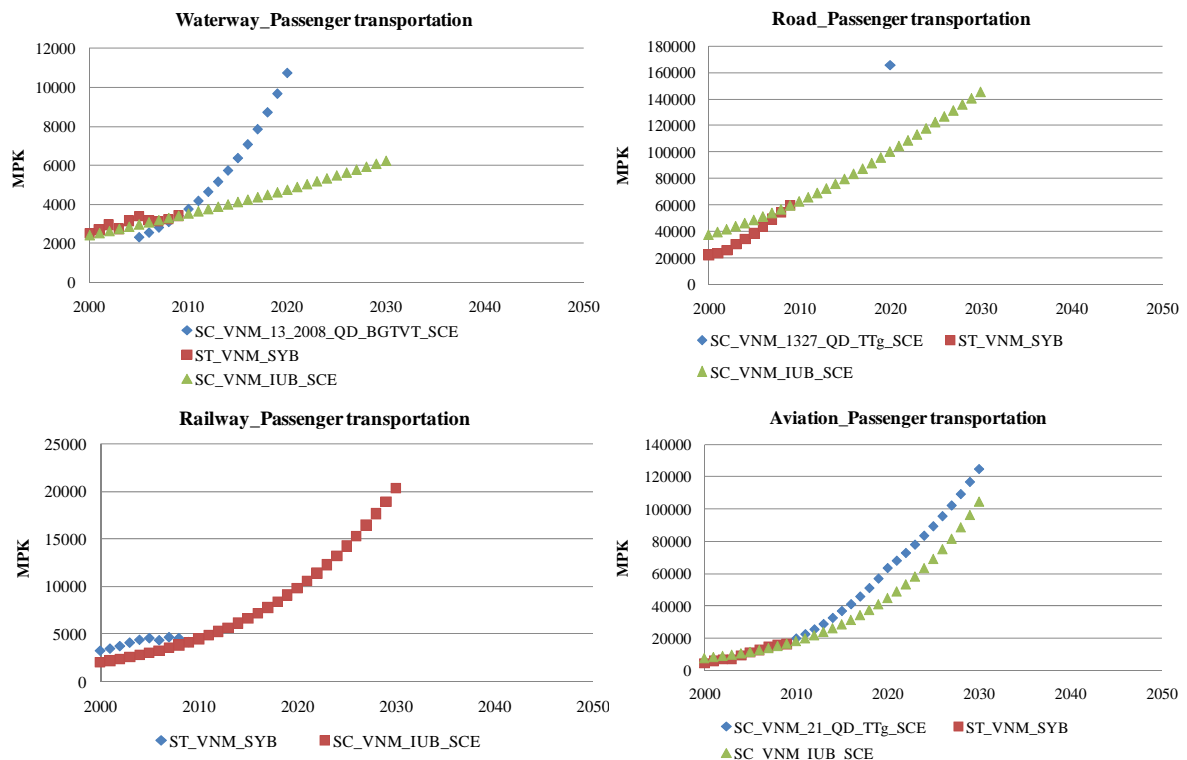 Waterway_Passenger transportation
12000
10000
8000
6000
4000
2000
0
MPK
2000 2010 2020 2030 2040 2050
SC_VNM_13_2008_QD_BGTVT_SCE
ST_VNM_SYB
SC_VNM_IUB_SCE
Road_Passenger transportation
180000
160000
140000
120000
100000
80000
60000
40000
20000
0
MPK
2000 2010 2020 2030 2040 2050
SC_VNM_1327_QD_TTg_SCE ST_VNM_SYB
SC_VNM_IUB_SCE
Railway_Passenger transportation
25000
20000
15000
10000
5000
0
MPK
2000 2010 2020 2030 2040 2050
ST_VNM_SYB SC_VNM_IUB_SCE
Aviation_Passenger transportation
140000
120000
100000
80000
60000
40000
20000
0
MPK
2000 2010 2020 2030 2040 2050
SC_VNM_21_QD_TTg_SCE ST_VNM_SYB
SC_VNM_IUB_SCE